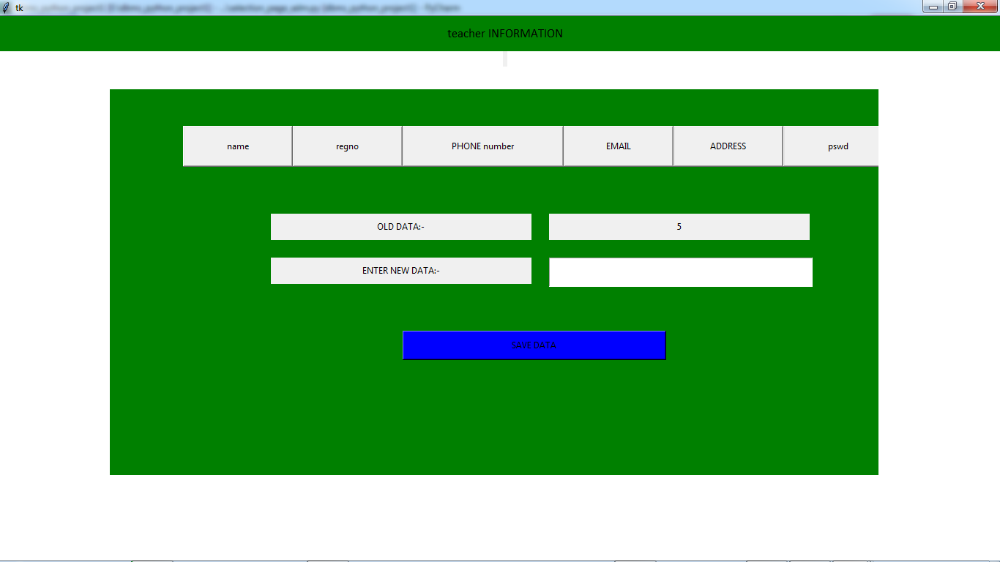 tk
teacher INFORMATION
name regno PHONE number EMAIL ADDRESS pswd
OLD DATA:- 5
ENTER NEW DATA:-
SAVE DATA